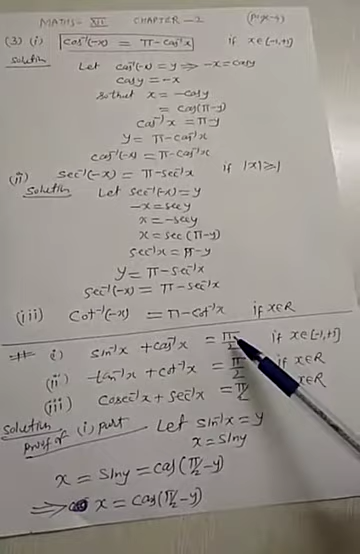 MATHS- XII CHAPTER-2 (page-4)
(3) (i) cos⁻¹(-x) = π-cos⁻¹x if x∈[-1,+1]
Solution Let cos⁻¹(-x) = y ⇒ -x = cosy
cosy = -x
so that x = -cosy
= cos(π-y)
cos⁻¹x = π-y
y = π-cos⁻¹x
cos⁻¹(-x) = π-cos⁻¹x
(ii) sec⁻¹(-x) = π-sec⁻¹x if |x|≥1
Solution Let sec⁻¹(-x) = y
-x = secy
x = -secy
x = sec(π-y)
sec⁻¹x = π-y
y = π-sec⁻¹x
sec⁻¹(-x) = π-sec⁻¹x
(iii) cot⁻¹(-x) = π-cot⁻¹x if x∈R
# i) sin⁻¹x + cos⁻¹x = π/2 if x∈[-1,+1]
(ii) tan⁻¹x + cot⁻¹x = π/2 if x∈R
(iii) cosec⁻¹x + sec⁻¹x = π/2 x∈R
Solution
proof of (i) part Let sin⁻¹x = y
x = siny
x = siny = cos(π/2-y)
⇒ x = cos(π/2-y)